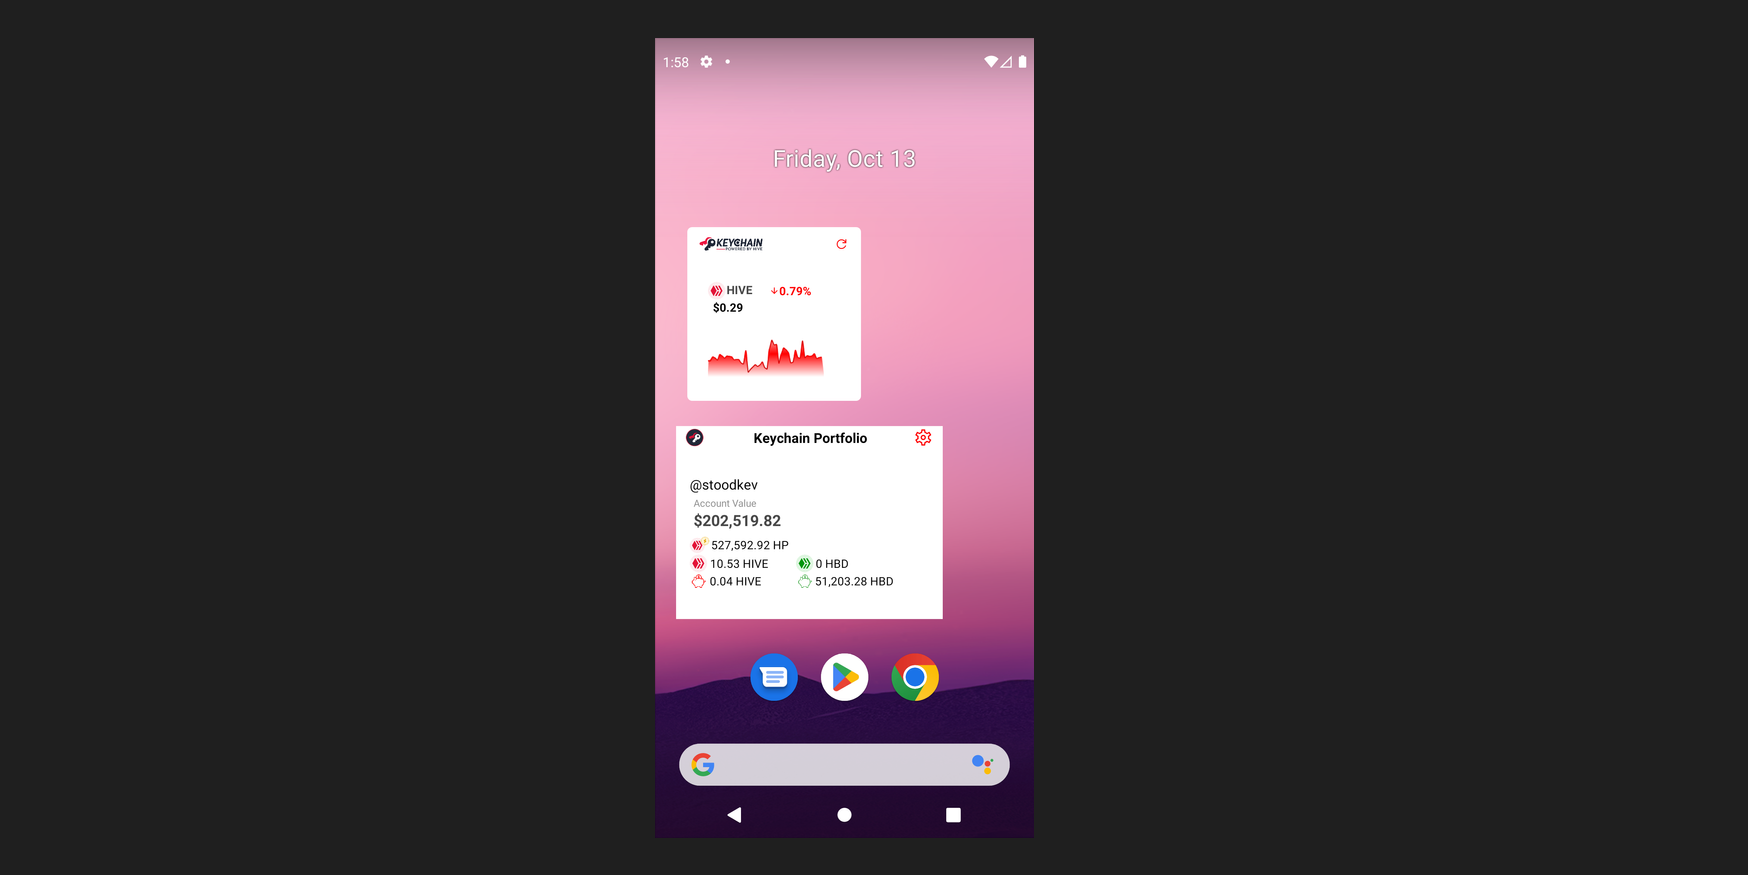 1:58
Friday, Oct 13
KEYCHAIN
POWERED BY HIVE
HIVE ↓0.79%
$0.29
Keychain Portfolio
@stoodkev
Account Value
$202,519.82
527,592.92 HP
10.53 HIVE 0 HBD
0.04 HIVE 51,203.28 HBD